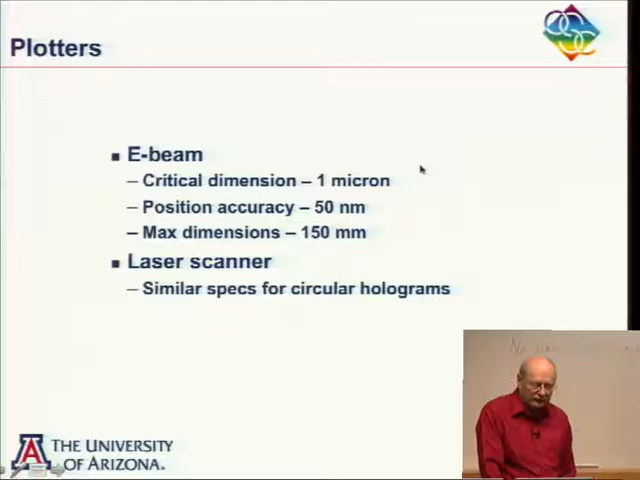 Plotters
E-beam
– Critical dimension – 1 micron
– Position accuracy – 50 nm
– Max dimensions – 150 mm
Laser scanner
– Similar specs for circular holograms
THE UNIVERSITY
OF ARIZONA.